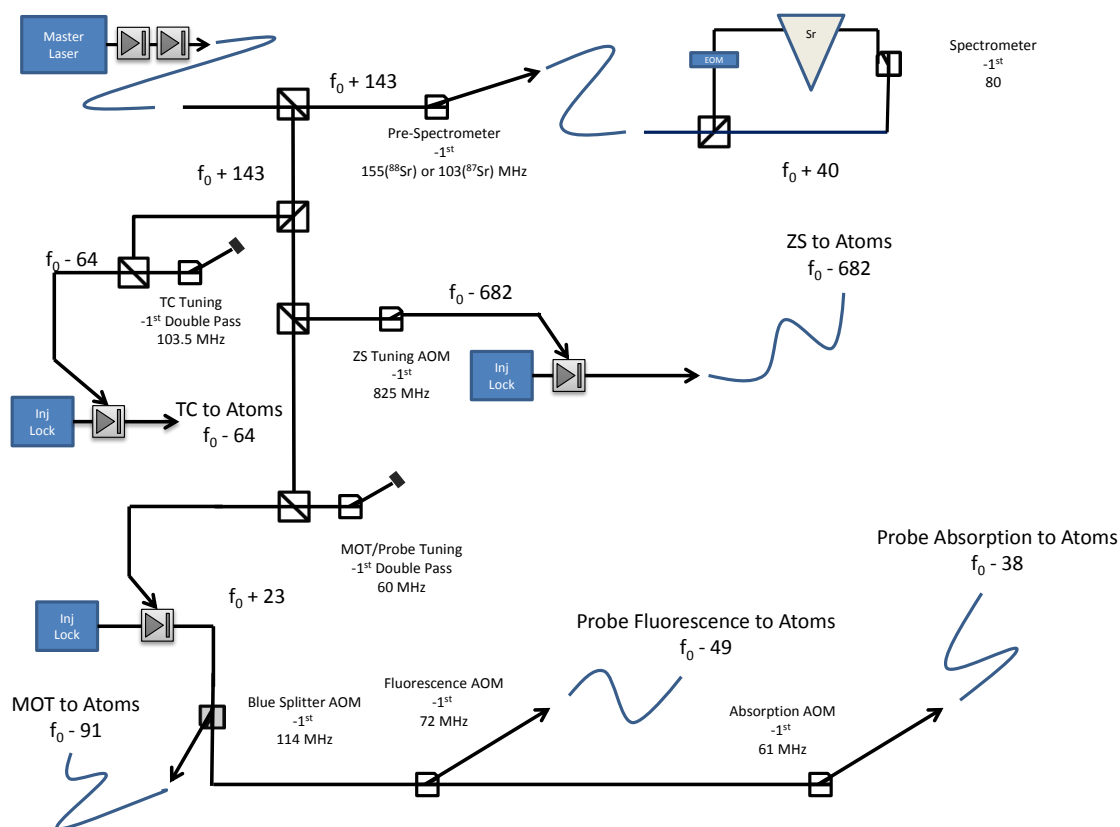 Master
Laser
f₀ + 143
Pre-Spectrometer
-1ˢᵗ
155(⁸⁸Sr) or 103(⁸⁷Sr) MHz
EOM
Sr
Spectrometer
-1ˢᵗ
80
f₀ + 40
f₀ + 143
f₀ - 64
TC Tuning
-1ˢᵗ Double Pass
103.5 MHz
Inj
Lock
TC to Atoms
f₀ - 64
f₀ - 682
ZS Tuning AOM
-1ˢᵗ
825 MHz
Inj
Lock
ZS to Atoms
f₀ - 682
MOT/Probe Tuning
-1ˢᵗ Double Pass
60 MHz
Inj
Lock
f₀ + 23
MOT to Atoms
f₀ - 91
Blue Splitter AOM
-1ˢᵗ
114 MHz
Fluorescence AOM
-1ˢᵗ
72 MHz
Probe Fluorescence to Atoms
f₀ - 49
Absorption AOM
-1ˢᵗ
61 MHz
Probe Absorption to Atoms
f₀ - 38